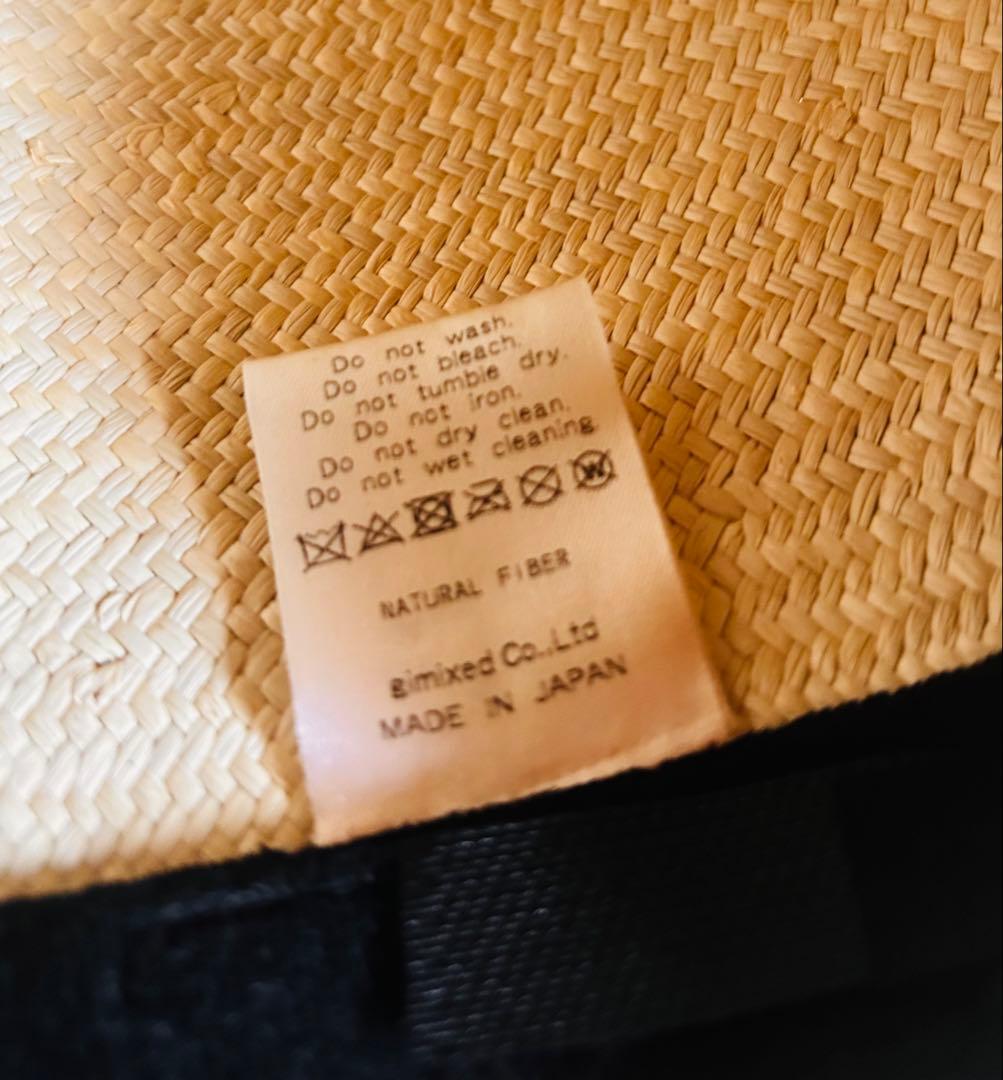 Do not wash.
Do not bleach.
Do not tumble dry.
Do not iron.
Do not dry clean.
Do not wet cleaning.
W
NATURAL FIBER
gimixed Co.,Ltd
MADE IN JAPAN